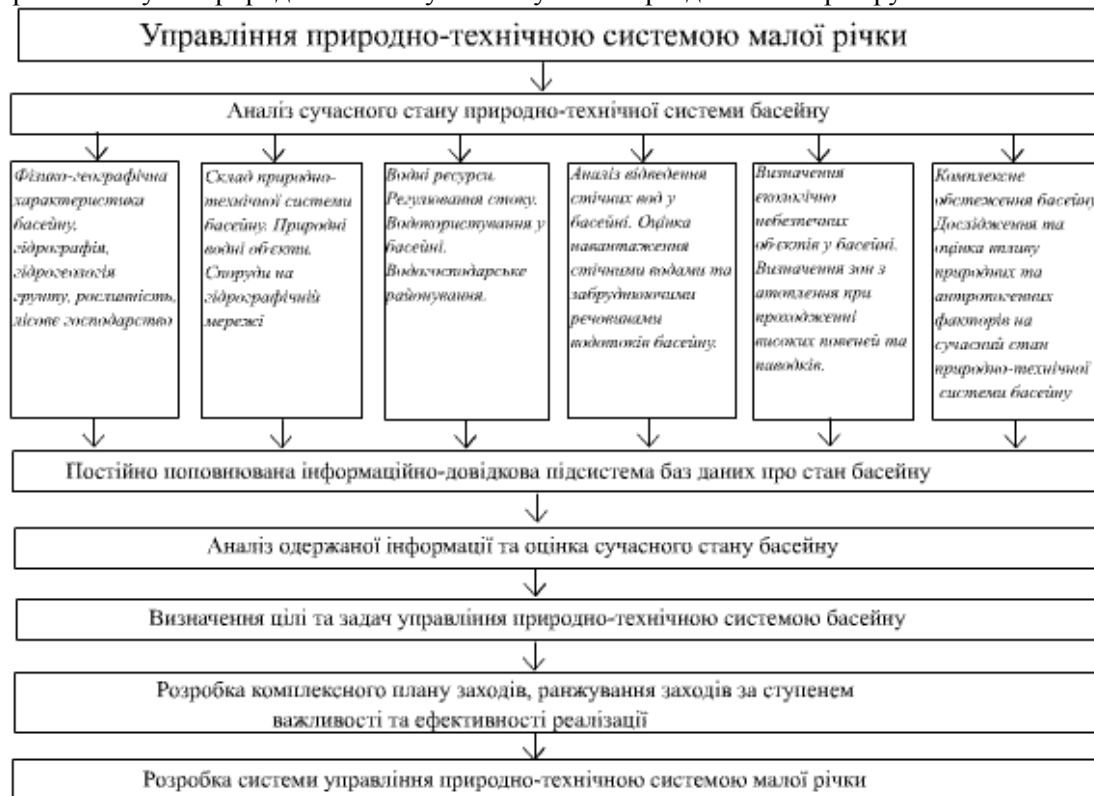 Управління природно-технічною системою малої річки
Аналіз сучасного стану природно-технічної системи басейну
Фізико-географічна
характеристика
басейну,
гідрографія,
гідрогеологія
грунту, рослинність,
лісове господарство
Склад природно-
технічної системи
басейну. Природні
водні об'єкти.
Споруди на
гідрографічній
мережі
Водні ресурси.
Регулювання стоку.
Водокористування у
басейні.
Водогосподарське
районування.
Аналіз відведення
стічних вод у
басейні. Оцінка
навантаження
стічними водами та
забруднюючими
речовинами
водотоків басейну.
Визначення
екологічно
небезпечних
об'єктів у басейні.
Визначення зон з
атоплення при
проходженні
високих повеней та
паводків.
Комплексне
обстеження басейну
Дослідження та
оцінка впливу
природних та
антропогенних
факторів на
сучасний стан
природно-технічної
системи басейну
Постійно поповнювана інформаційно-довідкова підсистема баз даних про стан басейну
Аналіз одержаної інформації та оцінка сучасного стану басейну
Визначення цілі та задач управління природно-технічною системою басейну
Розробка комплексного плану заходів, ранжування заходів за ступенем
важливості та ефективності реалізації
Розробка системи управління природно-технічною системою малої річки